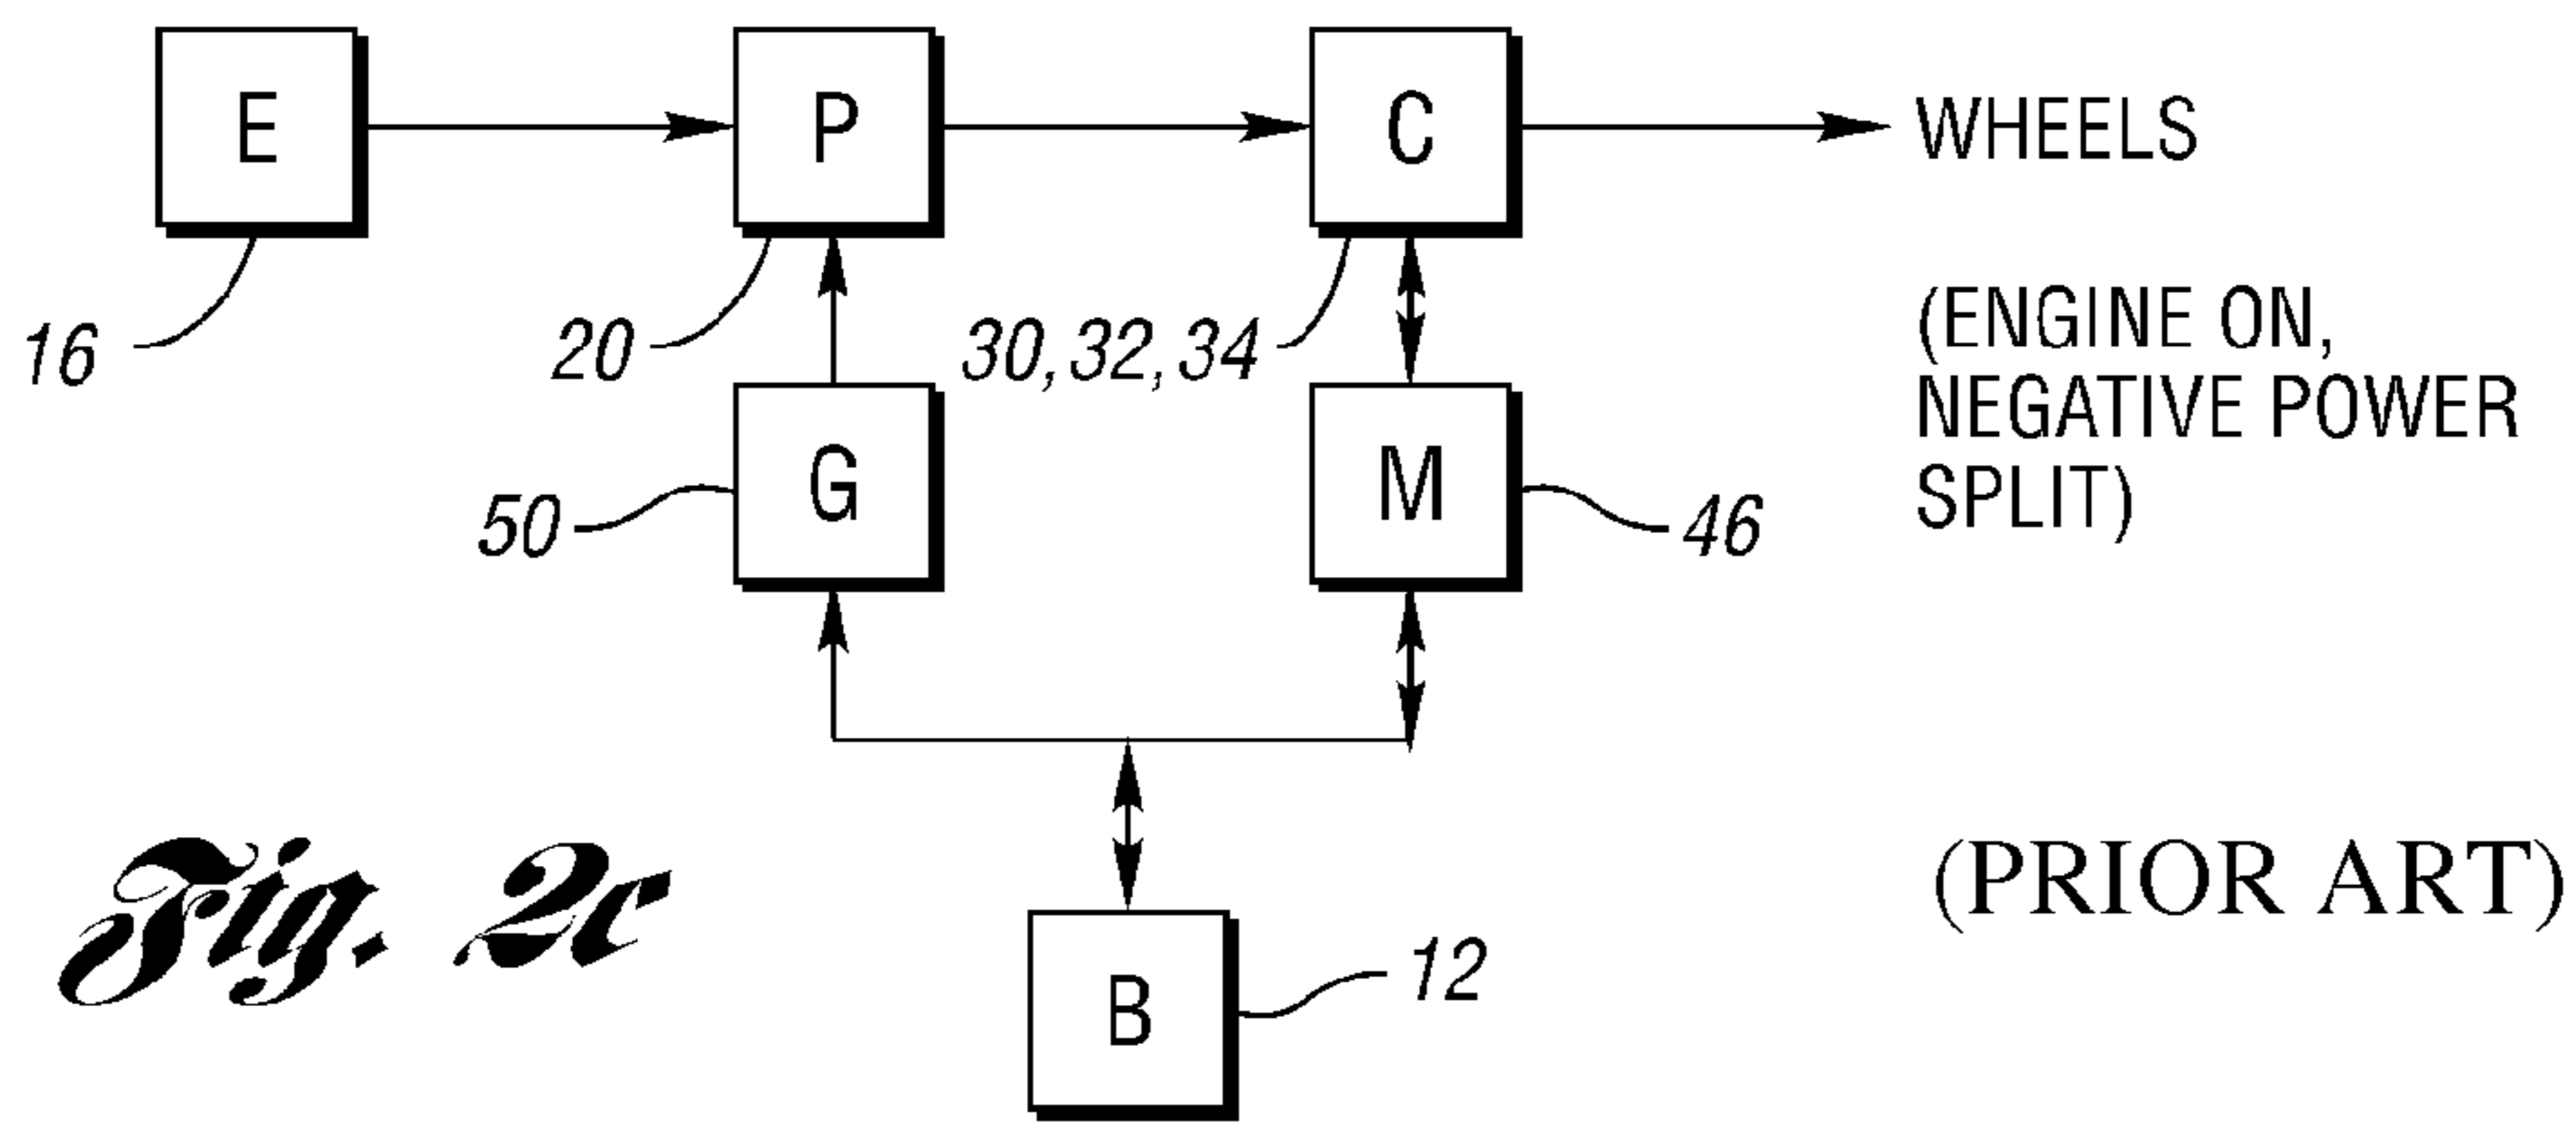 E
P
C
WHEELS
16
20
30, 32, 34
(ENGINE ON,
NEGATIVE POWER
SPLIT)
50
G
M
46
Fig. 2c
(PRIOR ART)
B
12